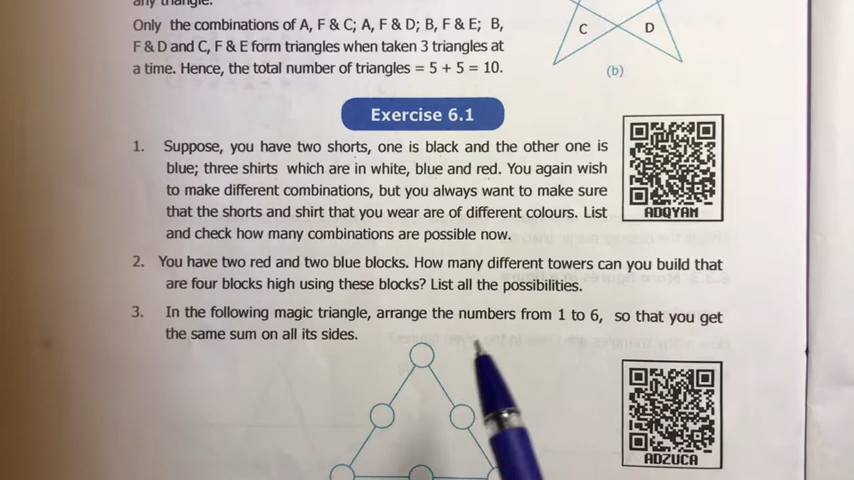 any triangle.
Only the combinations of A, F & C; A, F & D; B, F & E; B,
F & D and C, F & E form triangles when taken 3 triangles at
a time. Hence, the total number of triangles = 5 + 5 = 10.
C
D
(b)
Exercise 6.1
1. Suppose, you have two shorts, one is black and the other one is
blue; three shirts which are in white, blue and red. You again wish
to make different combinations, but you always want to make sure
that the shorts and shirt that you wear are of different colours. List
and check how many combinations are possible now.
ADQYAM
2. You have two red and two blue blocks. How many different towers can you build that
are four blocks high using these blocks? List all the possibilities.
3. In the following magic triangle, arrange the numbers from 1 to 6, so that you get
the same sum on all its sides.
ADZUCA